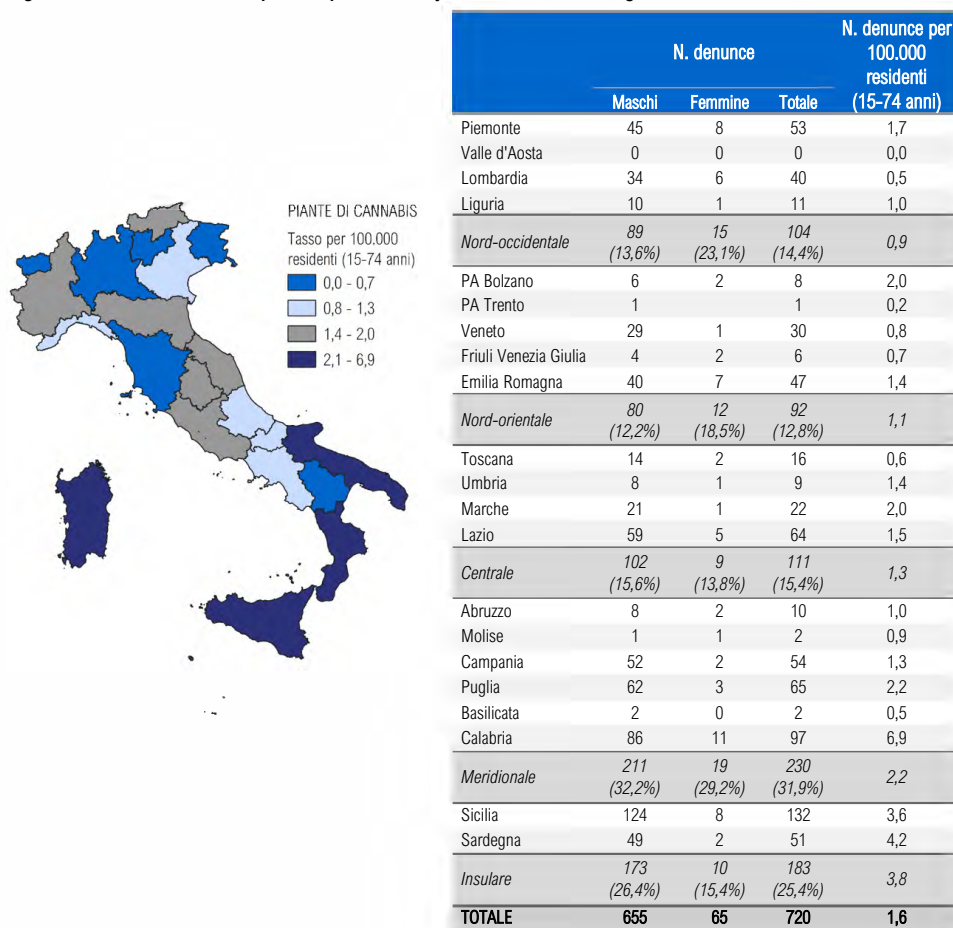 PIANTE DI CANNABIS
Tasso per 100.000
residenti (15-74 anni)
0,0 - 0,7
0,8 - 1,3
1,4 - 2,0
2,1 - 6,9
N. denunce
N. denunce per
100.000
residenti
(15-74 anni)
Maschi Femmine Totale
Piemonte 45 8 53 1,7
Valle d'Aosta 0 0 0 0,0
Lombardia 34 6 40 0,5
Liguria 10 1 11 1,0
Nord-occidentale 89 15 104 0,9
(13,6%) (23,1%) (14,4%)
PA Bolzano 6 2 8 2,0
PA Trento 1 1 0,2
Veneto 29 1 30 0,8
Friuli Venezia Giulia 4 2 6 0,7
Emilia Romagna 40 7 47 1,4
Nord-orientale 80 12 92 1,1
(12,2%) (18,5%) (12,8%)
Toscana 14 2 16 0,6
Umbria 8 1 9 1,4
Marche 21 1 22 2,0
Lazio 59 5 64 1,5
Centrale 102 9 111 1,3
(15,6%) (13,8%) (15,4%)
Abruzzo 8 2 10 1,0
Molise 1 1 2 0,9
Campania 52 2 54 1,3
Puglia 62 3 65 2,2
Basilicata 2 0 2 0,5
Calabria 86 11 97 6,9
Meridionale 211 19 230 2,2
(32,2%) (29,2%) (31,9%)
Sicilia 124 8 132 3,6
Sardegna 49 2 51 4,2
Insulare 173 10 183 3,8
(26,4%) (15,4%) (25,4%)
TOTALE 655 65 720 1,6